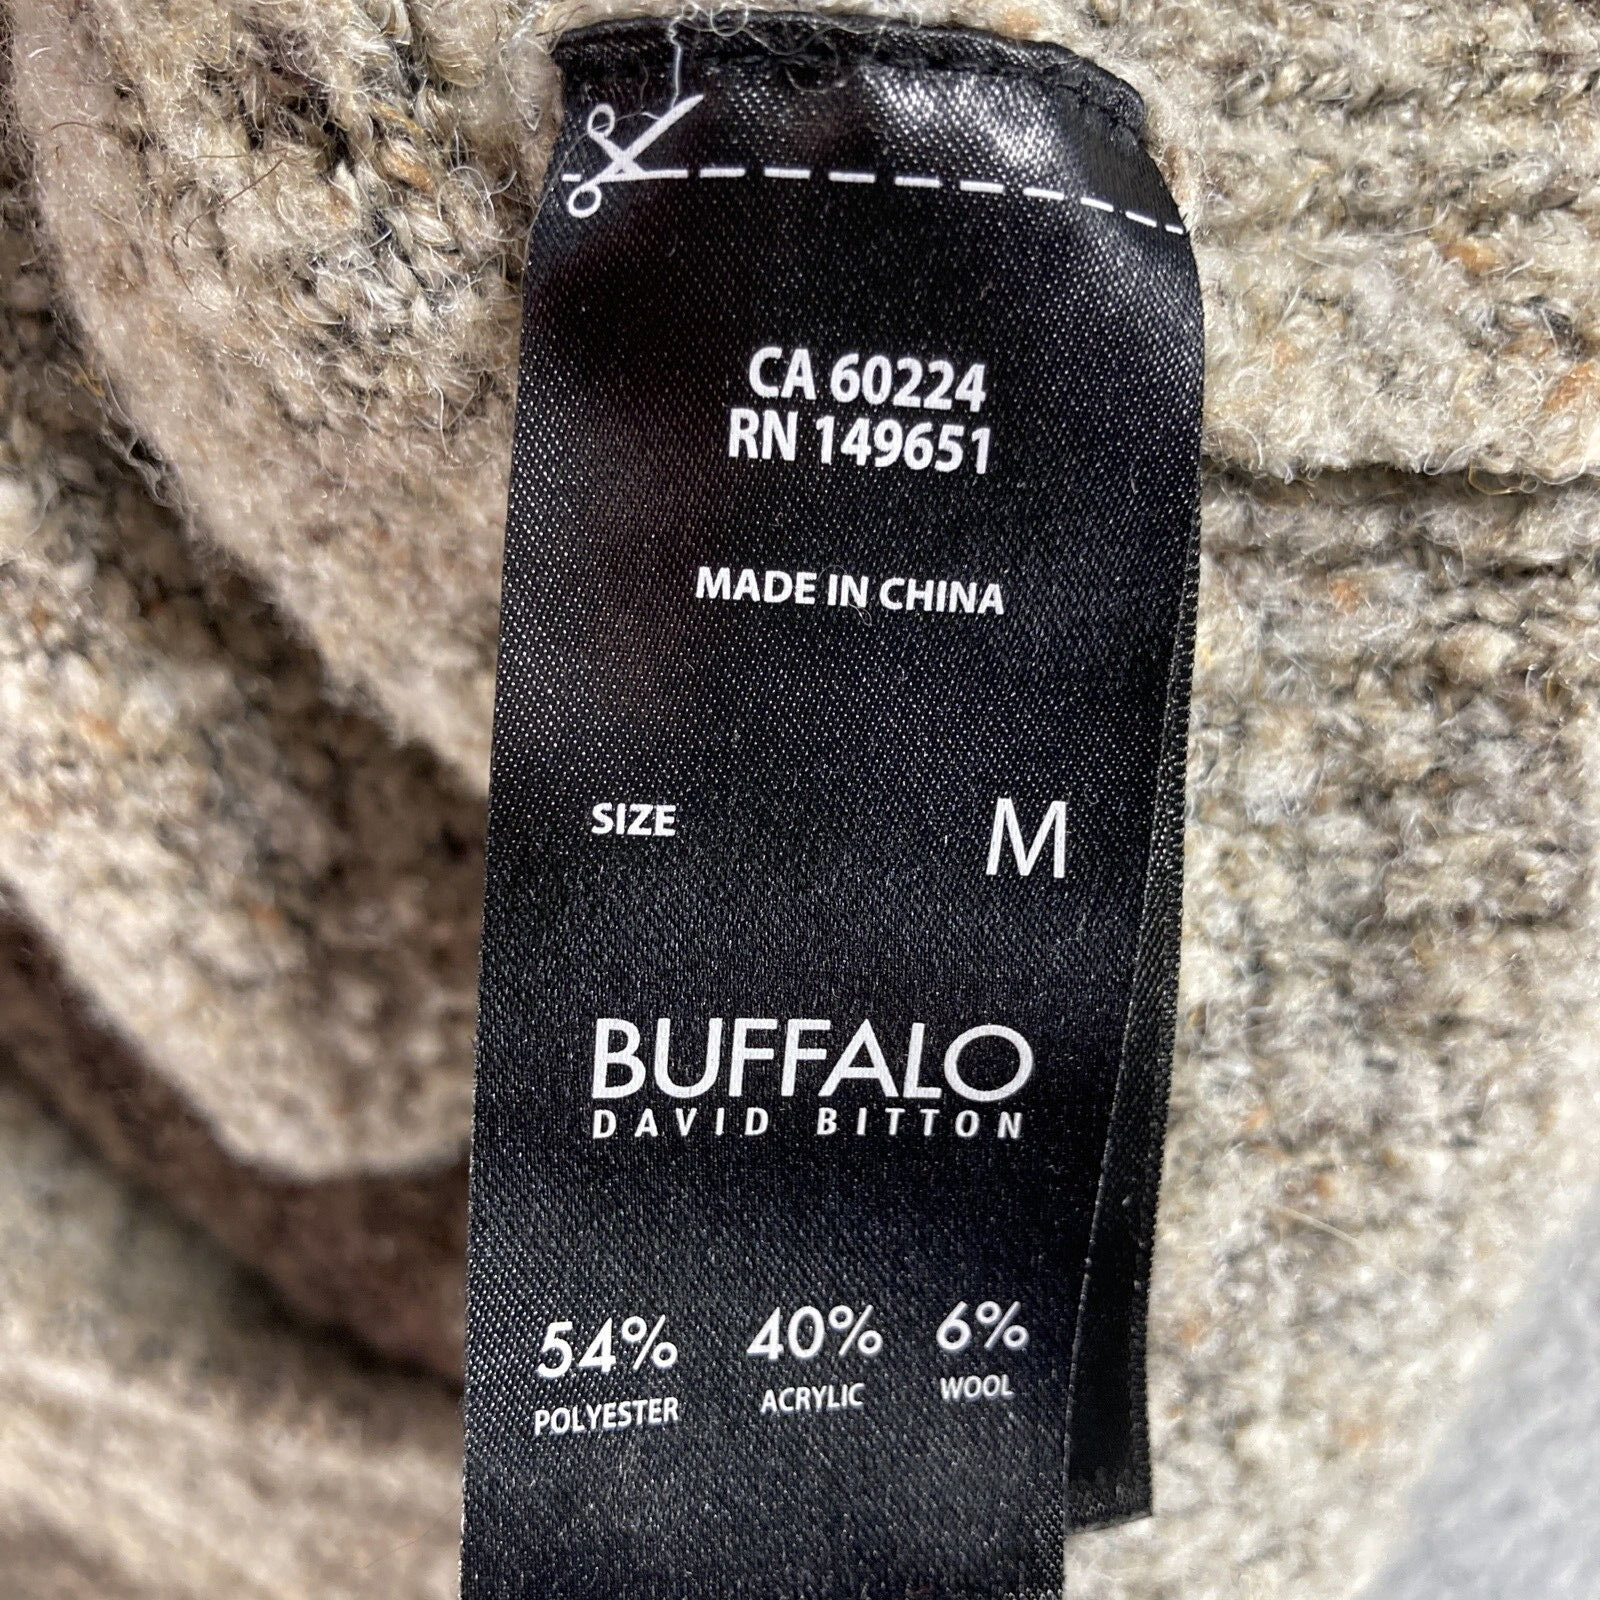 CA 60224
RN 149651
MADE IN CHINA
SIZE M
BUFFALO
DAVID BITTON
54% 40% 6%
POLYESTER ACRYLIC WOOL